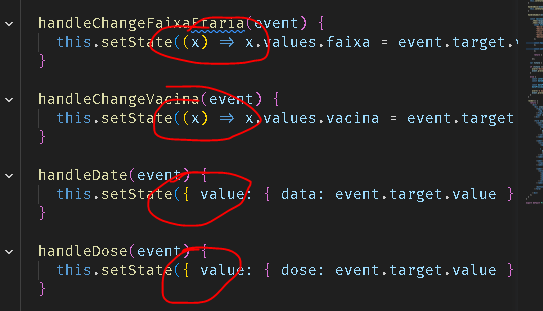 handleChangeFaixaEtaria(event) {
this.setState((x) => x.values.faixa = event.target.
}
handleChangeVacina(event) {
this.setState((x) => x.values.vacina = event.target
}
handleDate(event) {
this.setState({ value: { data: event.target.value }
}
handleDose(event) {
this.setState({ value: { dose: event.target.value }
}